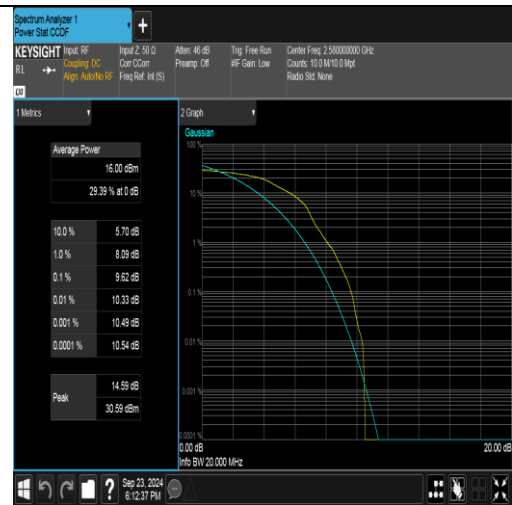 Spectrum Analyzer 1
Power Stat CCDF
+
KEYSIGHT
RL
LXI
Input: RF
Coupling: DC
Align: Auto/No RF
Input Z: 50 Ω
Corr CCorr
Freq Ref: Int (S)
Atten: 46 dB
Preamp: Off
Trig: Free Run
#IF Gain: Low
Center Freq: 2.580000000 GHz
Counts: 10.0 M/10.0 Mpt
Radio Std: None
1 Metrics
Average Power
16.00 dBm
29.39 % at 0 dB
10.0 % 5.70 dB
1.0 % 8.09 dB
0.1 % 9.62 dB
0.01 % 10.33 dB
0.001 % 10.49 dB
0.0001 % 10.54 dB
Peak
14.59 dB
30.59 dBm
2 Graph
Gaussian
100 %
10 %
1 %
0.1 %
0.01 %
0.001 %
0.0001 %
0.00 dB
20.00 dB
Info BW 20.000 MHz
?
Sep 23, 2024
6:12:37 PM